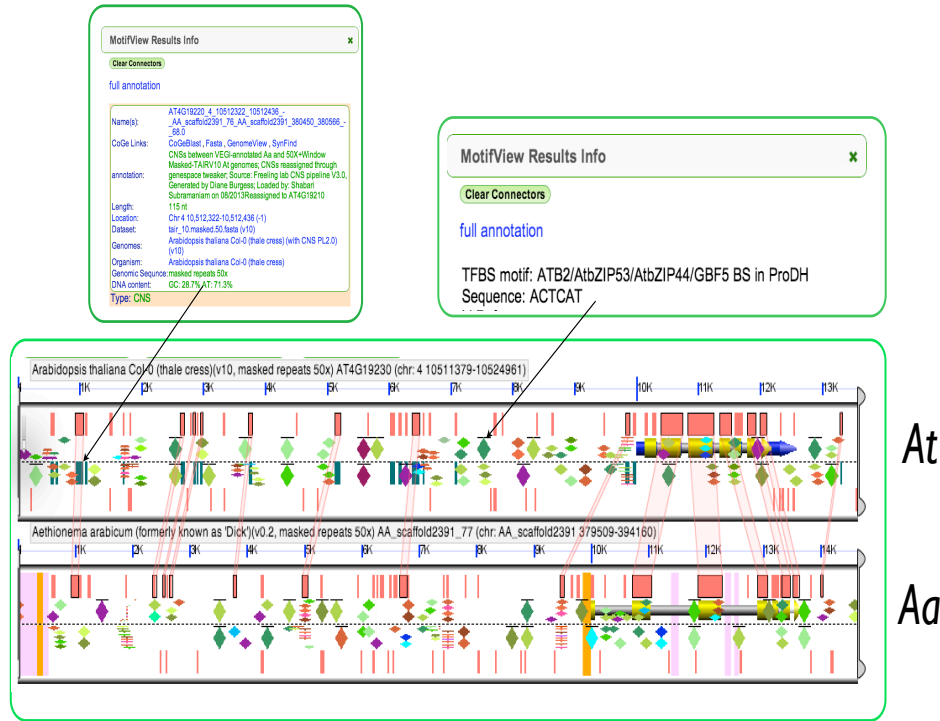 MotifView Results Info
×
Clear Connectors
full annotation
Name(s): AT4G19220_4_10512322_10512436_-
_AA_scaffold2391_76_AA_scaffold2391_380450_380566_-
_68.0
CoGe Links: CoGeBlast , Fasta , GenomeView , SynFind
CNSs between VEGI-annotated Aa and 50X+Window
Masked-TAIRV10 At genomes; CNSs reassigned through
annotation: genespace tweaker; Source: Freeling lab CNS pipeline V3.0,
Generated by Diane Burgess; Loaded by: Shabari
Subramaniam on 08/2013Reassigned to AT4G19210
Length: 115 nt
Location: Chr 4 10,512,322-10,512,436 (-1)
Dataset: tair_10.masked.50.fasta (v10)
Genomes: Arabidopsis thaliana Col-0 (thale cress) (with CNS PL2.0)
(v10)
Organism: Arabidopsis thaliana Col-0 (thale cress)
Genomic Sequnce: masked repeats 50x
DNA content: GC: 28.7% AT: 71.3%
Type: CNS
MotifView Results Info
×
Clear Connectors
full annotation
TFBS motif: ATB2/AtbZIP53/AtbZIP44/GBF5 BS in ProDH
Sequence: ACTCAT
Arabidopsis thaliana Col-0 (thale cress)(v10, masked repeats 50x) AT4G19230 (chr: 4 10511379-10524961)
1K 2K 3K 4K 5K 6K 7K 8K 9K 10K 11K 12K 13K
At
Aethionema arabicum (formerly known as 'Dick')(v0.2, masked repeats 50x) AA_scaffold2391_77 (chr: AA_scaffold2391 379509-394160)
1K 2K 3K 4K 5K 6K 7K 8K 9K 10K 11K 12K 13K 14K
Aa